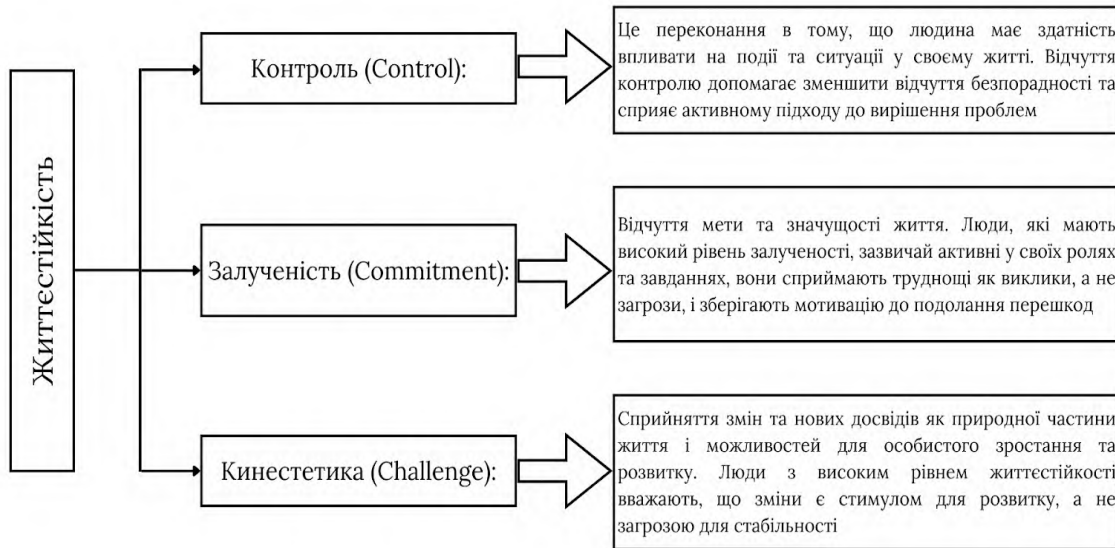 Життєстійкість
Контроль (Control):
Це переконання в тому, що людина має здатність
впливати на події та ситуації у своєму житті. Відчуття
контролю допомагає зменшити відчуття безпорадності та
сприяє активному підходу до вирішення проблем
Залученість (Commitment):
Відчуття мети та значущості життя. Люди, які мають
високий рівень залученості, зазвичай активні у своїх ролях
та завданнях, вони сприймають труднощі як виклики, а не
загрози, і зберігають мотивацію до подолання перешкод
Кинестетика (Challenge):
Сприйняття змін та нових досвідів як природної частини
життя і можливостей для особистого зростання та
розвитку. Люди з високим рівнем життєстійкості
вважають, що зміни є стимулом для розвитку, а не
загрозою для стабільності